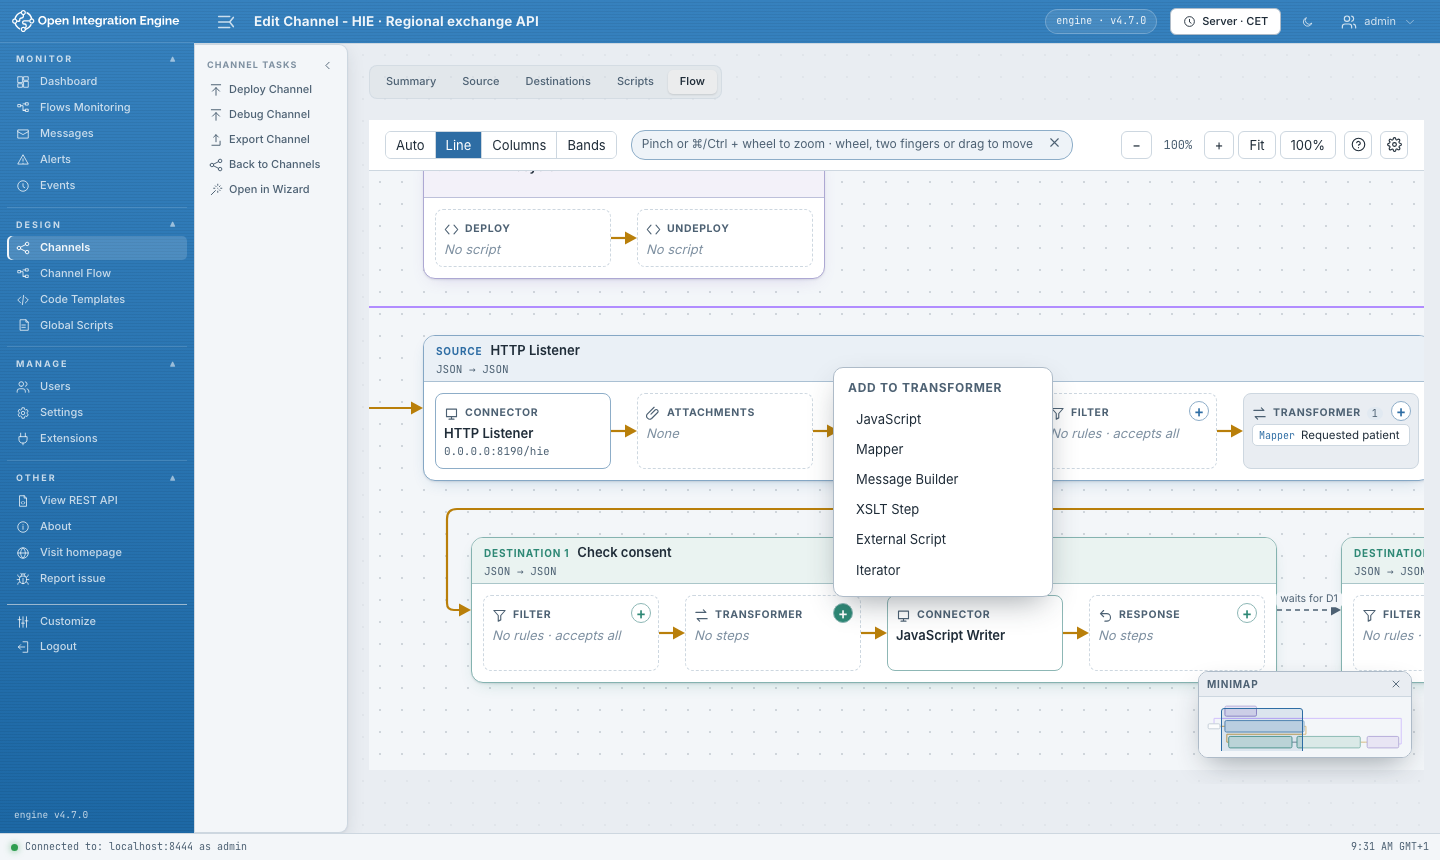 Open Integration Engine
Edit Channel - HIE · Regional exchange API
engine · v4.7.0
Server · CET
admin
MONITOR
Dashboard
Flows Monitoring
Messages
Alerts
Events
DESIGN
Channels
Channel Flow
Code Templates
Global Scripts
MANAGE
Users
Settings
Extensions
OTHER
View REST API
About
Visit homepage
Report issue
Customize
Logout
engine v4.7.0
CHANNEL TASKS
Deploy Channel
Debug Channel
Export Channel
Back to Channels
Open in Wizard
Summary Source Destinations Scripts Flow
Auto Line Columns Bands
Pinch or ⌘/Ctrl + wheel to zoom · wheel, two fingers or drag to move
− 100% + Fit 100%
DEPLOY
No script
UNDEPLOY
No script
SOURCE HTTP Listener
JSON → JSON
CONNECTOR
HTTP Listener
0.0.0.0:8190/hie
ATTACHMENTS
None
FILTER
No rules · accepts all
TRANSFORMER 1
Mapper Requested patient
ADD TO TRANSFORMER
JavaScript
Mapper
Message Builder
XSLT Step
External Script
Iterator
DESTINATION 1 Check consent
JSON → JSON
FILTER
No rules · accepts all
TRANSFORMER
No steps
CONNECTOR
JavaScript Writer
RESPONSE
No steps
waits for D1
JSON → JSON
FILTER
No rules ·
MINIMAP
Connected to: localhost:8444 as admin
9:31 AM GMT+1